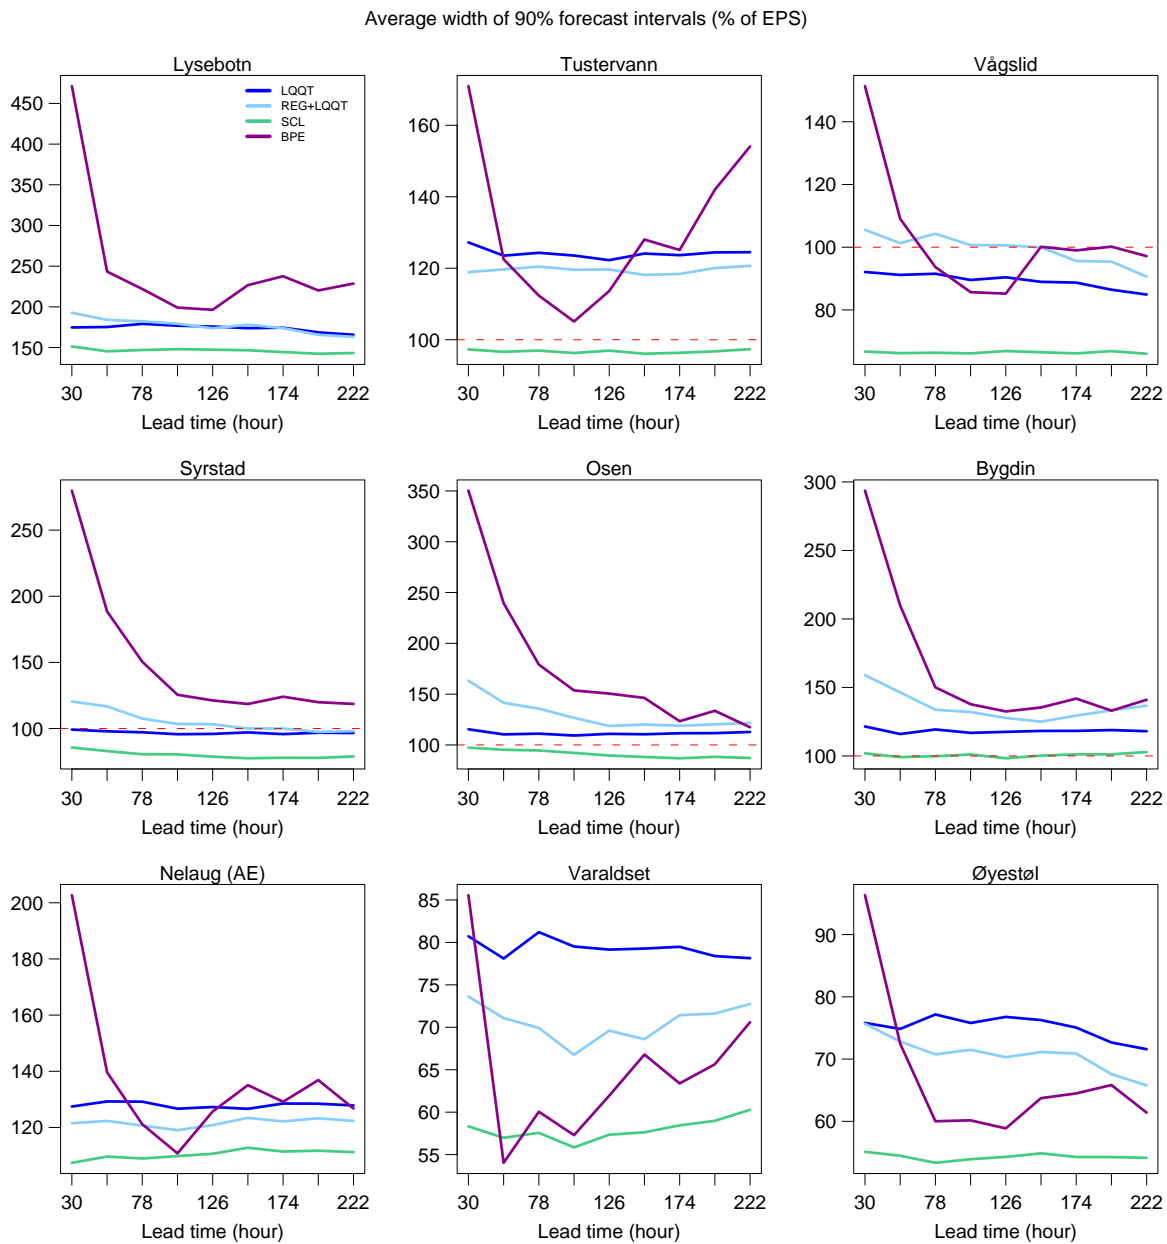 Average width of 90% forecast intervals (% of EPS)
Lysebotn
450
400
350
300
250
200
150
LQQT
REG+LQQT
SCL
BPE
30 78 126 174 222
Lead time (hour)
Tustervann
160
140
120
100
30 78 126 174 222
Lead time (hour)
Vågslid
140
120
100
80
30 78 126 174 222
Lead time (hour)
Syrstad
250
200
150
100
30 78 126 174 222
Lead time (hour)
Osen
350
300
250
200
150
100
30 78 126 174 222
Lead time (hour)
Bygdin
300
250
200
150
100
30 78 126 174 222
Lead time (hour)
Nelaug (AE)
200
180
160
140
120
30 78 126 174 222
Lead time (hour)
Varaldset
85
80
75
70
65
60
55
30 78 126 174 222
Lead time (hour)
Øyestøl
90
80
70
60
30 78 126 174 222
Lead time (hour)